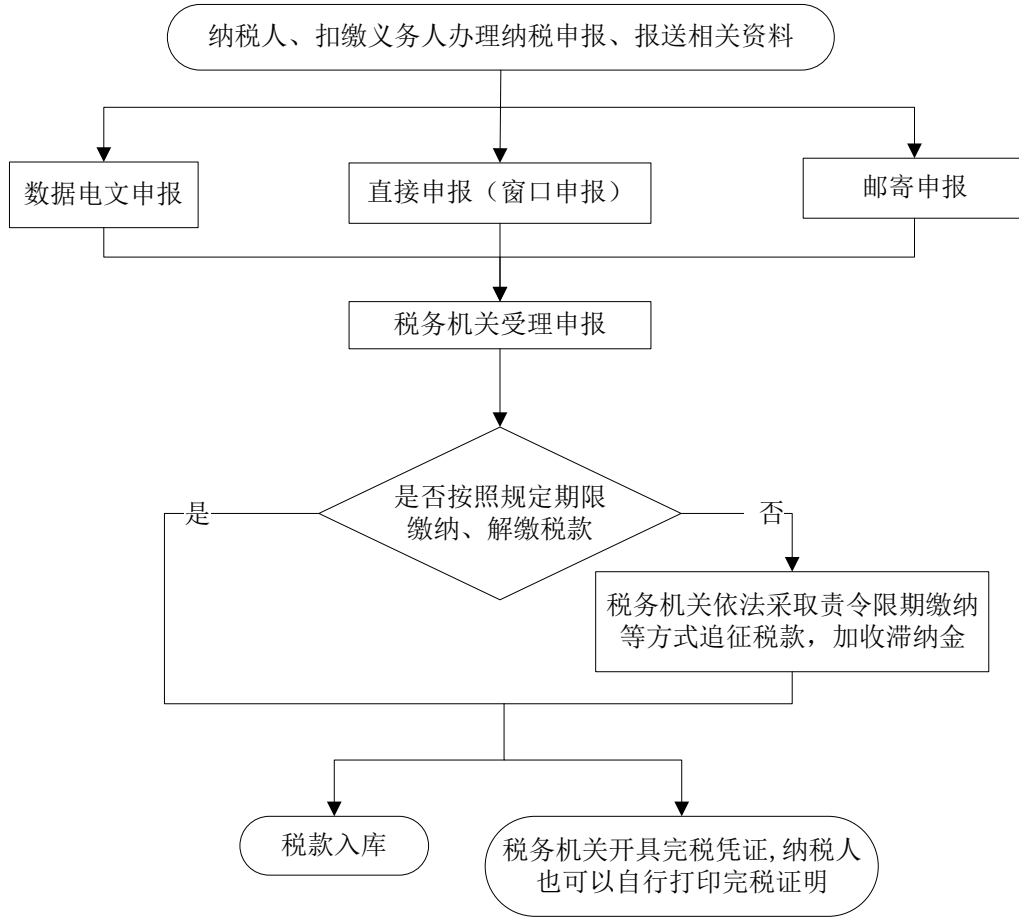 纳税人、扣缴义务人办理纳税申报、报送相关资料
数据电文申报
直接申报（窗口申报）
邮寄申报
税务机关受理申报
是否按照规定期限
缴纳、解缴税款
是
否
税务机关依法采取责令限期缴纳
等方式追征税款，加收滞纳金
税款入库
税务机关开具完税凭证,纳税人
也可以自行打印完税证明